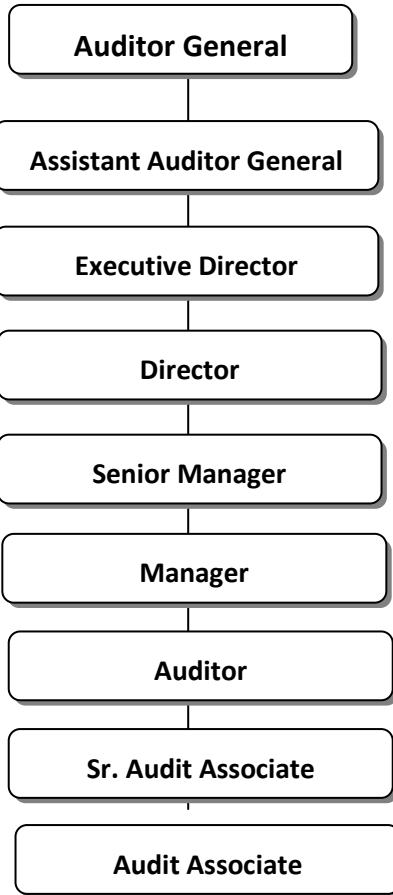 Auditor General
Assistant Auditor General
Executive Director
Director
Senior Manager
Manager
Auditor
Sr. Audit Associate
Audit Associate